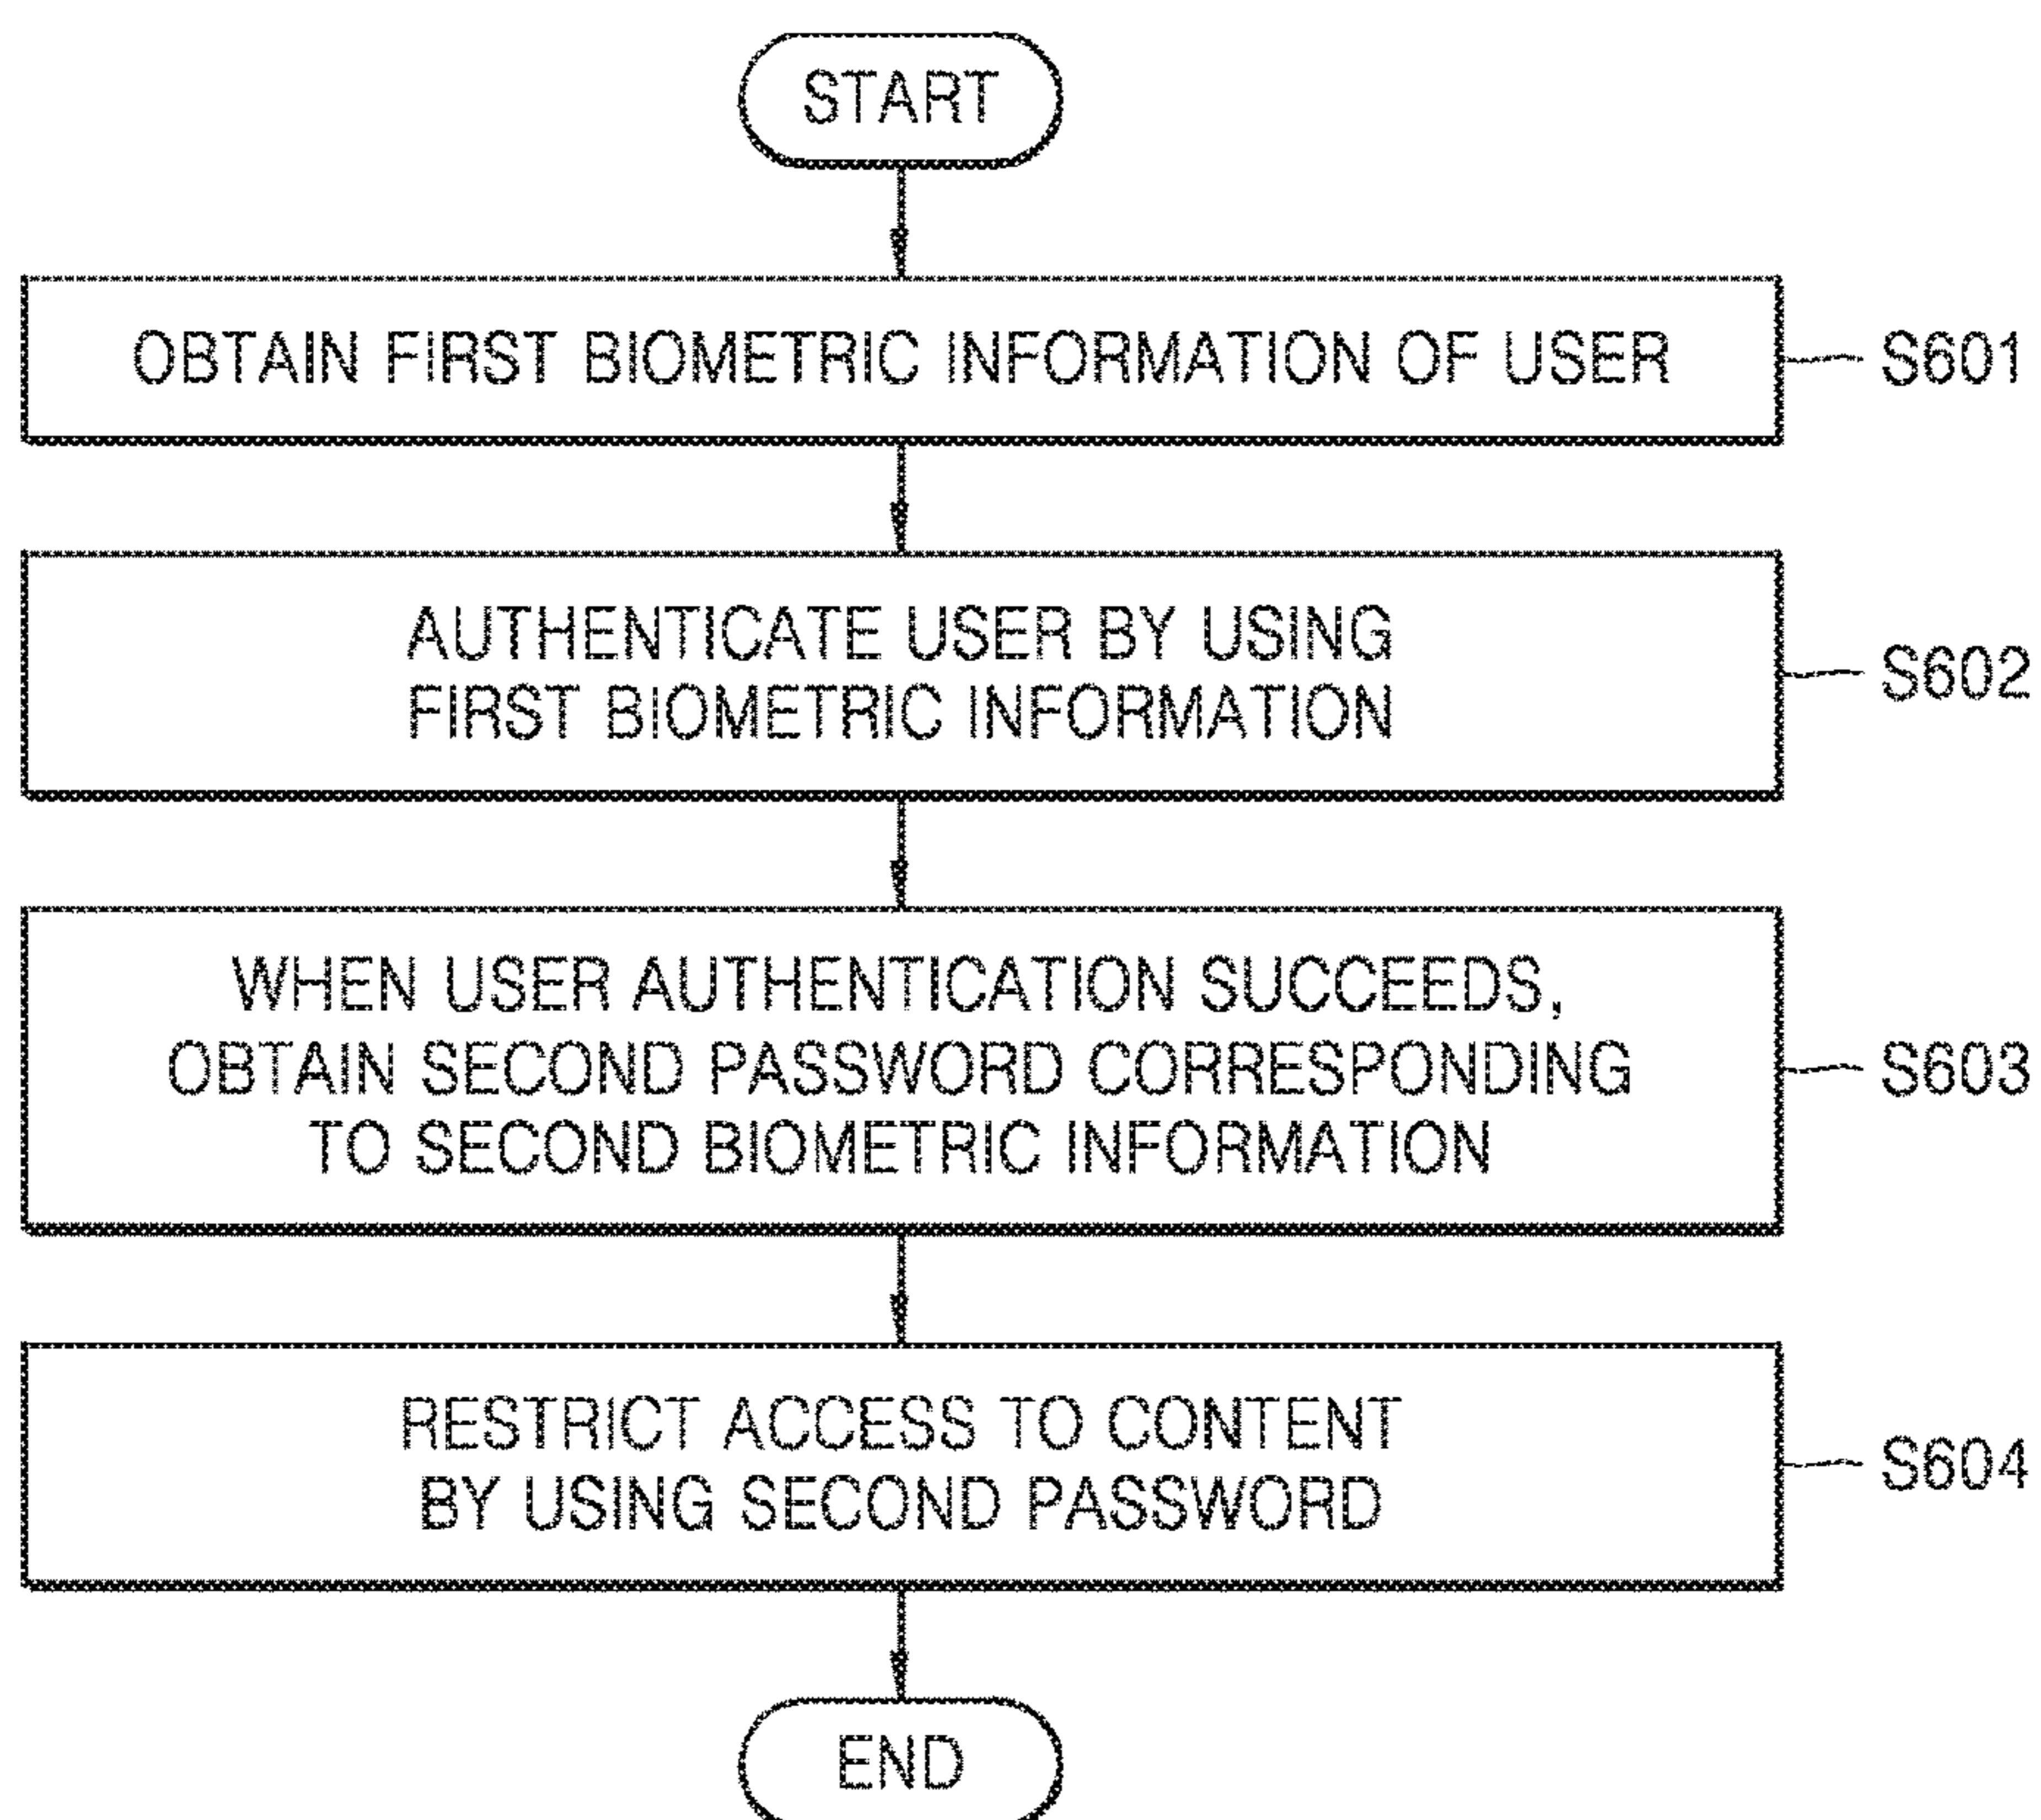 START
OBTAIN FIRST BIOMETRIC INFORMATION OF USER
S601
AUTHENTICATE USER BY USING
FIRST BIOMETRIC INFORMATION
S602
WHEN USER AUTHENTICATION SUCCEEDS,
OBTAIN SECOND PASSWORD CORRESPONDING
TO SECOND BIOMETRIC INFORMATION
S603
RESTRICT ACCESS TO CONTENT
BY USING SECOND PASSWORD
S604
END